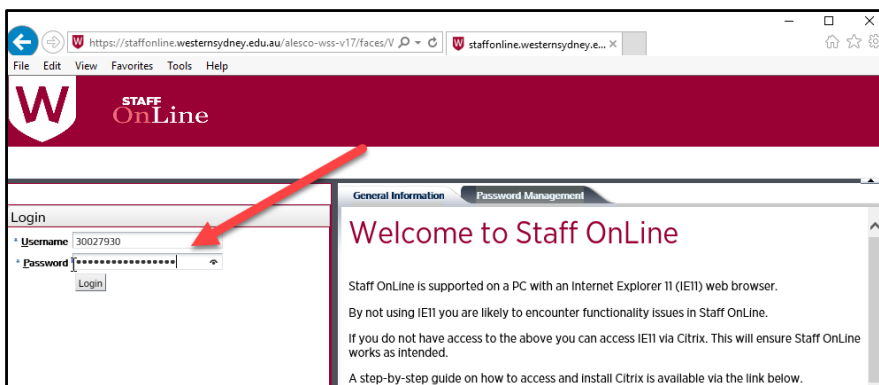 https://staffonline.westernsydney.edu.au/alesco-wss-v17/faces/V
staffonline.westernsydney.e...
File Edit View Favorites Tools Help
W
STAFF
OnLine
General Information Password Management
Login
* Username 30027930
* Password
Login
Welcome to Staff OnLine
Staff OnLine is supported on a PC with an Internet Explorer 11 (IE11) web browser.
By not using IE11 you are likely to encounter functionality issues in Staff OnLine.
If you do not have access to the above you can access IE11 via Citrix. This will ensure Staff OnLine
works as intended.
A step-by-step guide on how to access and install Citrix is available via the link below.